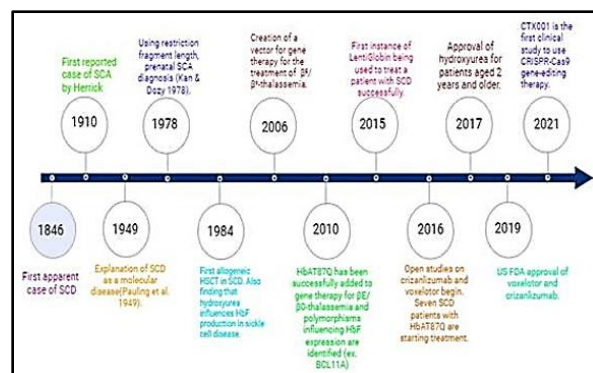 First reported
case of SCA
by Herrick
1910
Using restriction
fragment length,
prenatal SCA
diagnosis (Kan &
Dozy 1978).
1978
Creation of a
vector for gene
therapy for the
treatment of βᴱ/
β⁰-thalassemia.
2006
First instance of
LentiGlobin being
used to treat a
patient with SCD
successfully.
2015
Approval of
hydroxyurea for
patients aged 2
years and older.
2017
CTX001 is the
first clinical
study to use
CRISPR-Cas9
gene-editing
therapy.
2021
1846
First apparent
case of SCD
1949
Explanation of SCD
as a molecular
disease(Pauling et al.
1949).
1984
First allogeneic
HSCT in SCD. Also
finding that
hydroxyurea
influences HbF
production in sickle
cell disease.
2010
HbAT87Q has been
successfully added to
gene therapy for βE/
β0-thalassemia and
polymorphisms
influencing HbF
expression are
identified (ex.
BCL11A)
2016
Open studies on
crizanlizumab and
voxelotor begin.
Seven SCD
patients with
HbAT87Q are
starting treatment.
2019
US FDA approval of
voxelotor and
crizanlizumab.